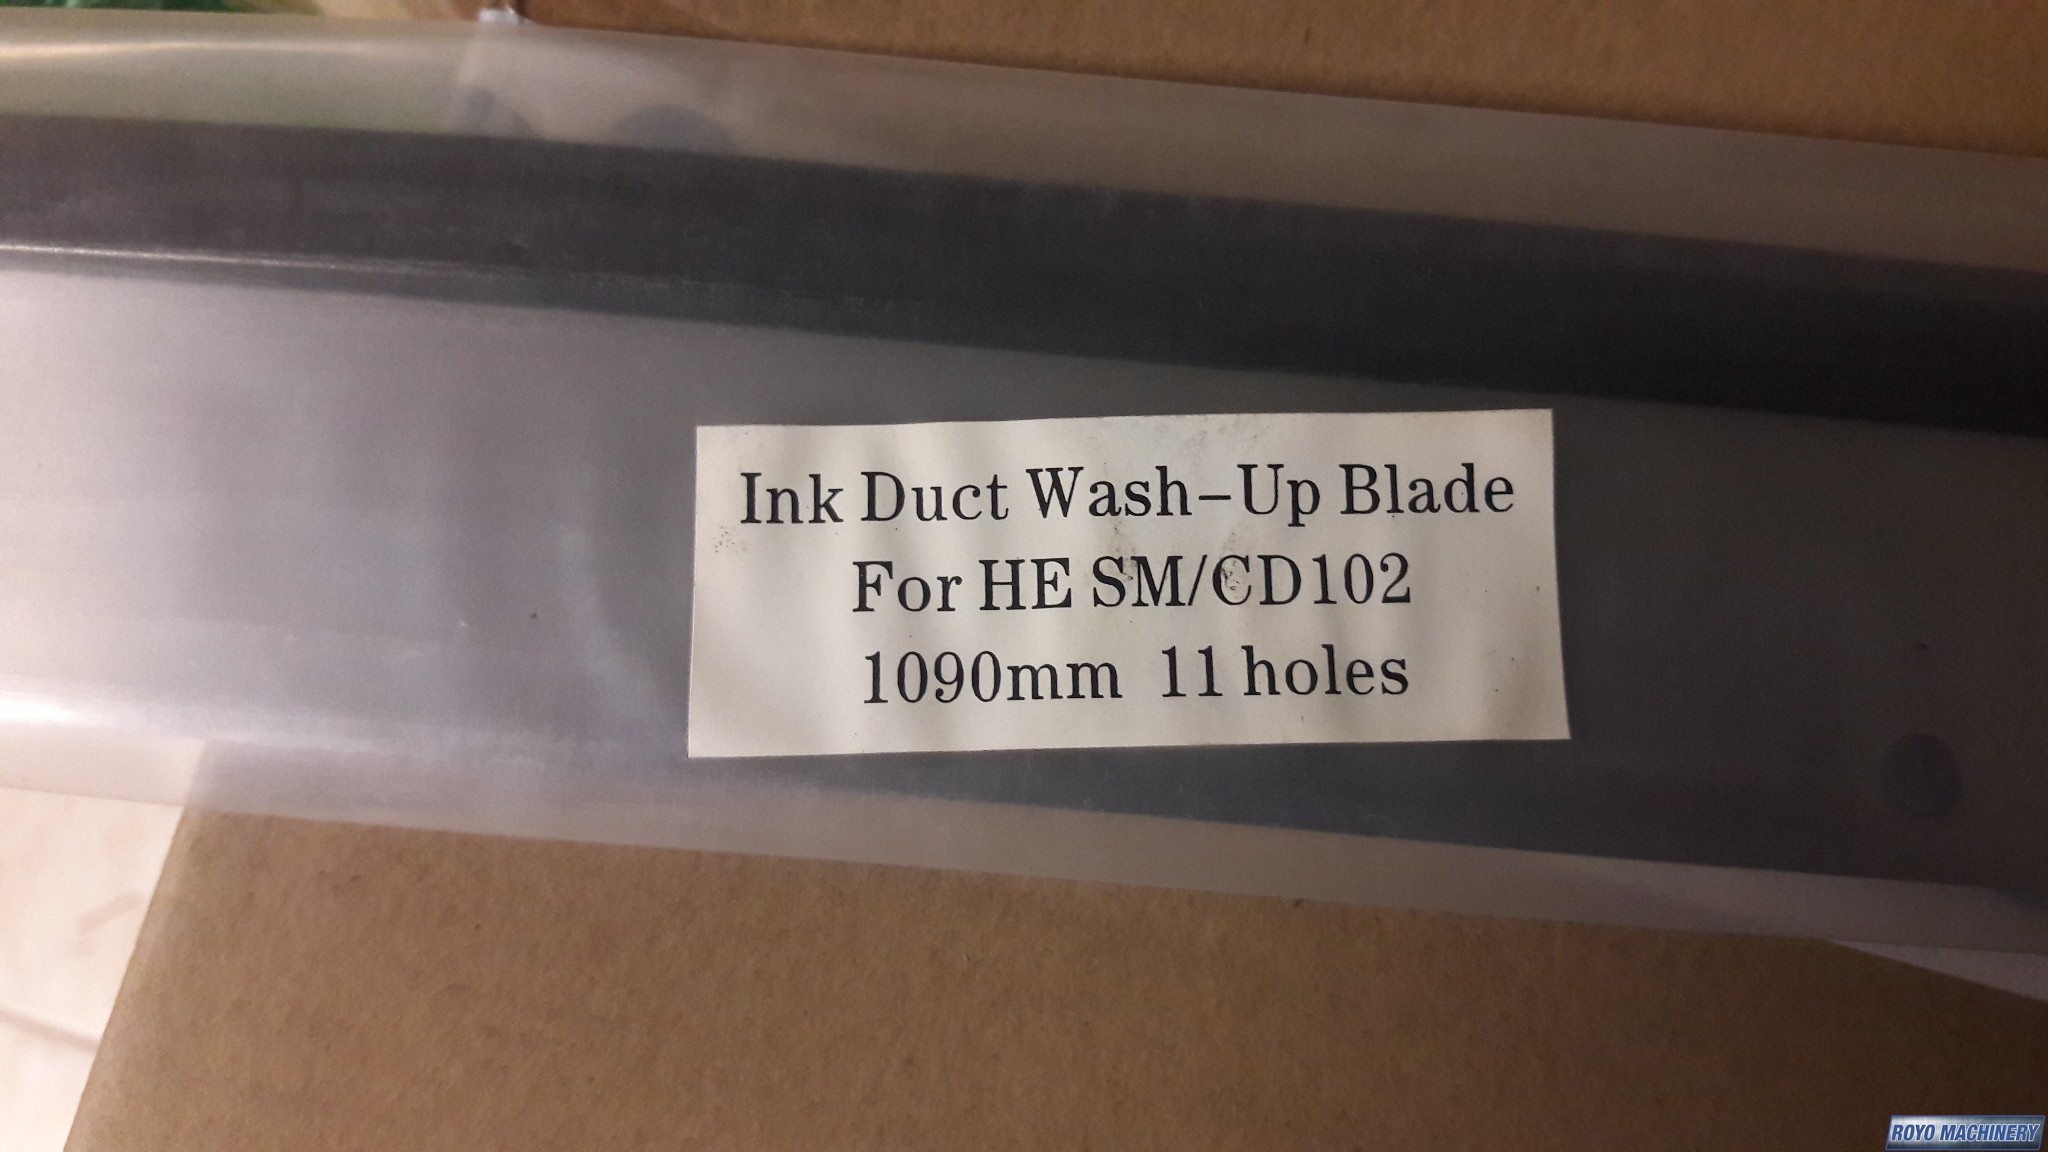 Ink Duct Wash-Up Blade
For HE SM/CD102
1090mm 11 holes
ROYO MACHINERY